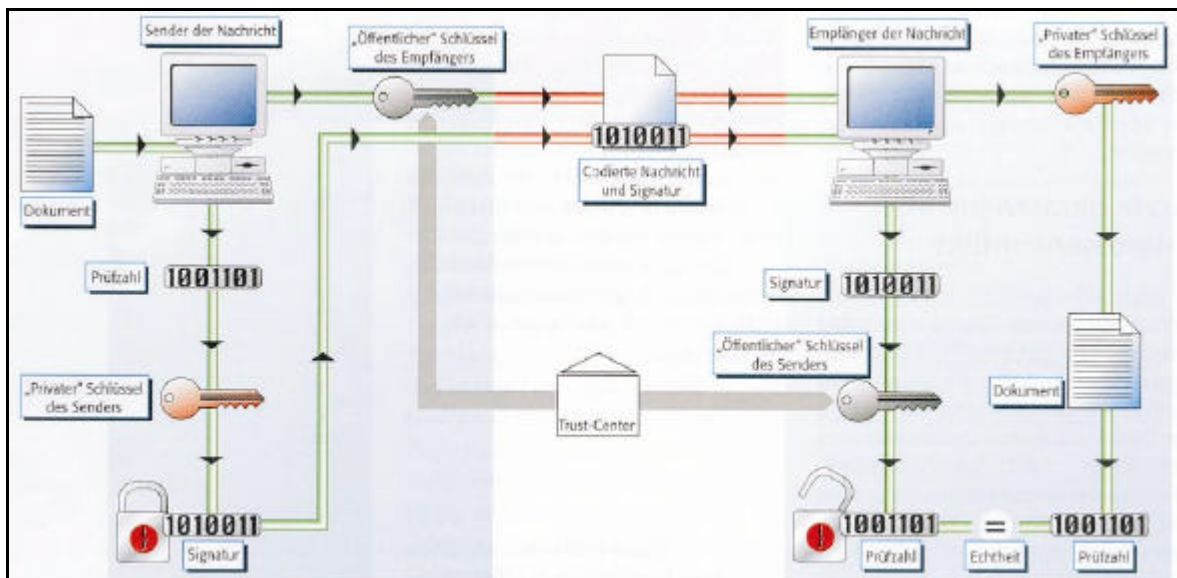 Sender der Nachricht
„Öffentlicher" Schlüssel
des Empfängers
Empfänger der Nachricht
„Privater" Schlüssel
des Empfängers
Dokument
1010011
Codierte Nachricht
und Signatur
Prüfzahl
1001101
Signatur
1010011
„Privater" Schlüssel
des Senders
„Öffentlicher" Schlüssel
des Senders
Trust-Center
Dokument
1010011
Signatur
1001101
Prüfzahl
=
Echtheit
1001101
Prüfzahl